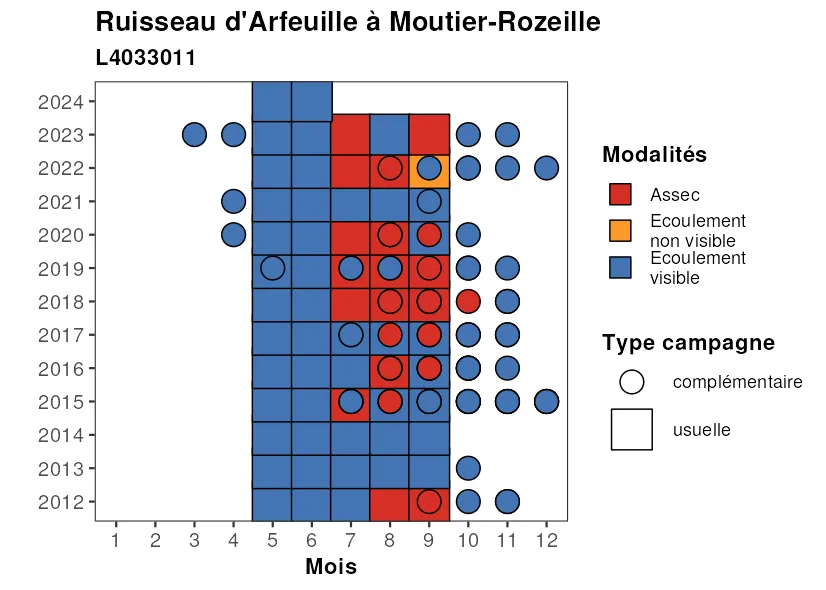 Ruisseau d'Arfeuille à Moutier-Rozeille
L4033011
2024
2023
2022
2021
2020
2019
2018
2017
2016
2015
2014
2013
2012
1 2 3 4 5 6 7 8 9 10 11 12
Mois
Modalités
Assec
Ecoulement
non visible
Ecoulement
visible
Type campagne
complémentaire
usuelle